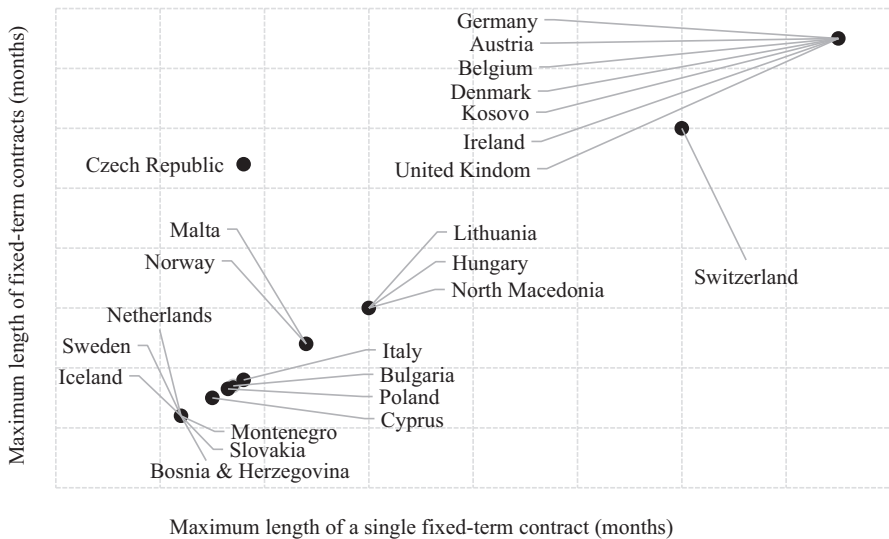 Maximum length of fixed-term contracts (months)
Germany
Austria
Belgium
Denmark
Kosovo
Ireland
United Kindom
Czech Republic
Malta
Norway
Lithuania
Hungary
North Macedonia
Switzerland
Netherlands
Sweden
Iceland
Italy
Bulgaria
Poland
Cyprus
Montenegro
Slovakia
Bosnia & Herzegovina
Maximum length of a single fixed-term contract (months)